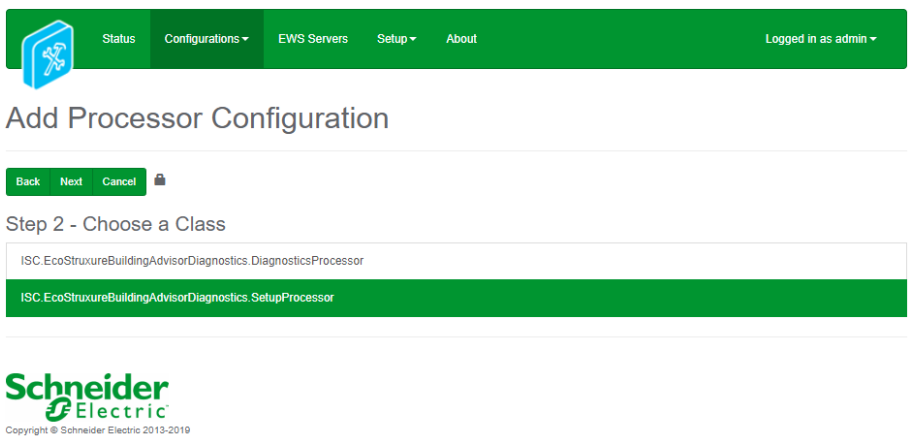 Status Configurations EWS Servers Setup About Logged in as admin
Add Processor Configuration
Back Next Cancel
Step 2 - Choose a Class
ISC.EcoStruxureBuildingAdvisorDiagnostics.DiagnosticsProcessor
ISC.EcoStruxureBuildingAdvisorDiagnostics.SetupProcessor
Schneider
Electric
Copyright © Schneider Electric 2013-2019